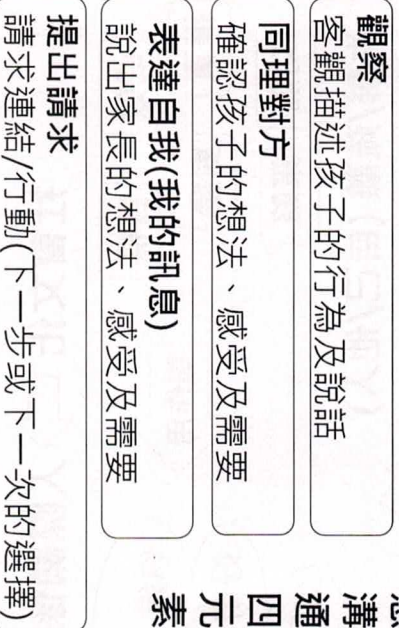 觀察
客觀描述孩子的行為及說話
同理對方
確認孩子的想法、感受及需要
表達自我(我的訊息)
說出家長的想法、感受及需要
提出請求
請求連結/行動(下一步或下一次的選擇)
溝通四元素